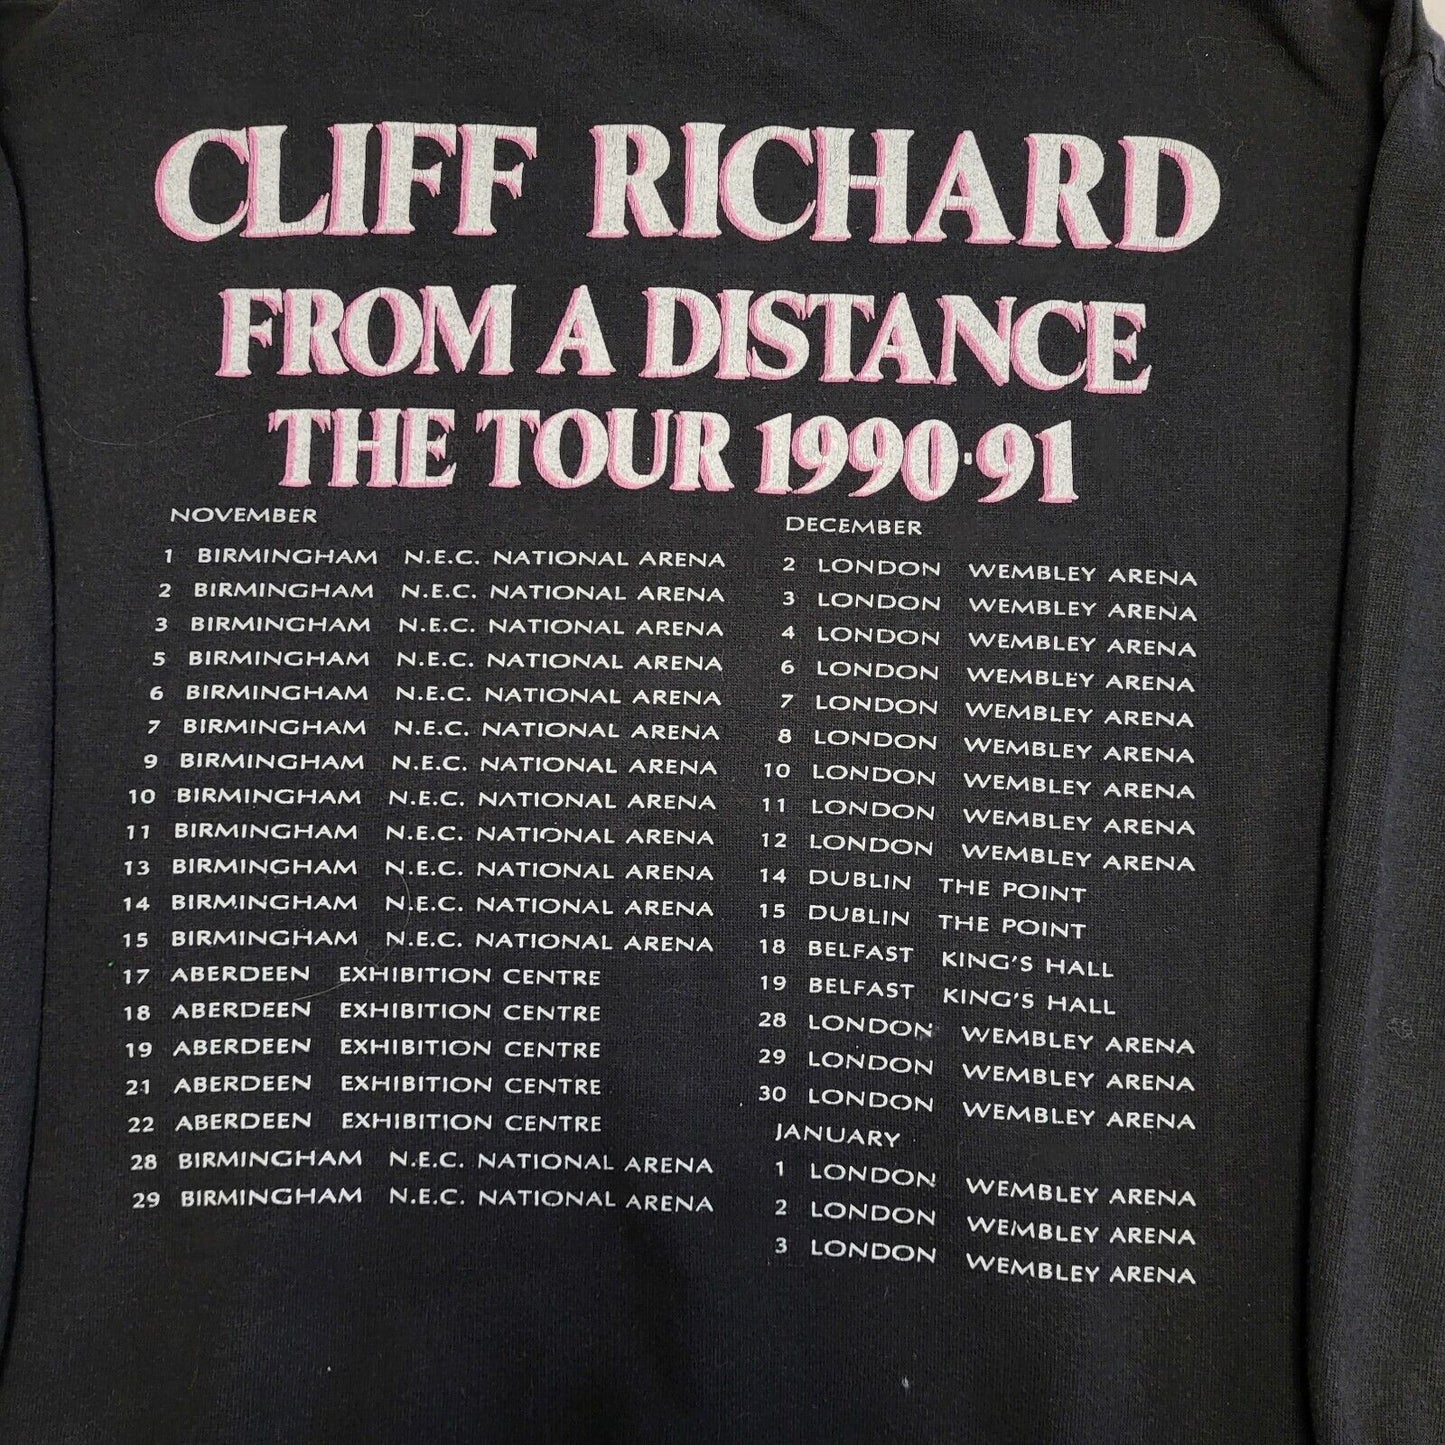 CLIFF RICHARD
FROM A DISTANCE
THE TOUR 1990·91
NOVEMBER
1 BIRMINGHAM N.E.C. NATIONAL ARENA
2 BIRMINGHAM N.E.C. NATIONAL ARENA
3 BIRMINGHAM N.E.C. NATIONAL ARENA
5 BIRMINGHAM N.E.C. NATIONAL ARENA
6 BIRMINGHAM N.E.C. NATIONAL ARENA
7 BIRMINGHAM N.E.C. NATIONAL ARENA
9 BIRMINGHAM N.E.C. NATIONAL ARENA
10 BIRMINGHAM N.E.C. NATIONAL ARENA
11 BIRMINGHAM N.E.C. NATIONAL ARENA
13 BIRMINGHAM N.E.C. NATIONAL ARENA
14 BIRMINGHAM N.E.C. NATIONAL ARENA
15 BIRMINGHAM N.E.C. NATIONAL ARENA
17 ABERDEEN EXHIBITION CENTRE
18 ABERDEEN EXHIBITION CENTRE
19 ABERDEEN EXHIBITION CENTRE
21 ABERDEEN EXHIBITION CENTRE
22 ABERDEEN EXHIBITION CENTRE
28 BIRMINGHAM N.E.C. NATIONAL ARENA
29 BIRMINGHAM N.E.C. NATIONAL ARENA
DECEMBER
2 LONDON WEMBLEY ARENA
3 LONDON WEMBLEY ARENA
4 LONDON WEMBLEY ARENA
6 LONDON WEMBLEY ARENA
7 LONDON WEMBLEY ARENA
8 LONDON WEMBLEY ARENA
10 LONDON WEMBLEY ARENA
11 LONDON WEMBLEY ARENA
12 LONDON WEMBLEY ARENA
14 DUBLIN THE POINT
15 DUBLIN THE POINT
18 BELFAST KING'S HALL
19 BELFAST KING'S HALL
28 LONDON WEMBLEY ARENA
29 LONDON WEMBLEY ARENA
30 LONDON WEMBLEY ARENA
JANUARY
1 LONDON WEMBLEY ARENA
2 LONDON WEMBLEY ARENA
3 LONDON WEMBLEY ARENA